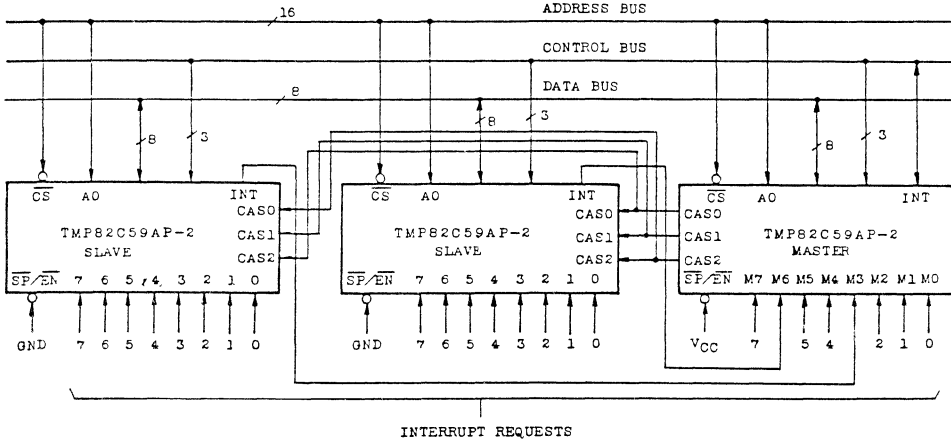 16 ADDRESS BUS
CONTROL BUS
8 DATA BUS
8 3 8 3 8 3
CS A0 INT
CAS0
TMP82C59AP-2 CAS1
SLAVE
CAS2
SP/EN 7 6 5 4 3 2 1 0
GND 7 6 5 4 3 2 1 0
CS A0 INT
CAS0
TMP82C59AP-2 CAS1
SLAVE
CAS2
SP/EN 7 6 5 4 3 2 1 0
GND 7 6 5 4 3 2 1 0
CS A0 INT
CAS0
CAS1 TMP82C59AP-2
MASTER
CAS2
SP/EN M7 M6 M5 M4 M3 M2 M1 M0
VCC 7 5 4 2 1 0
INTERRUPT REQUESTS